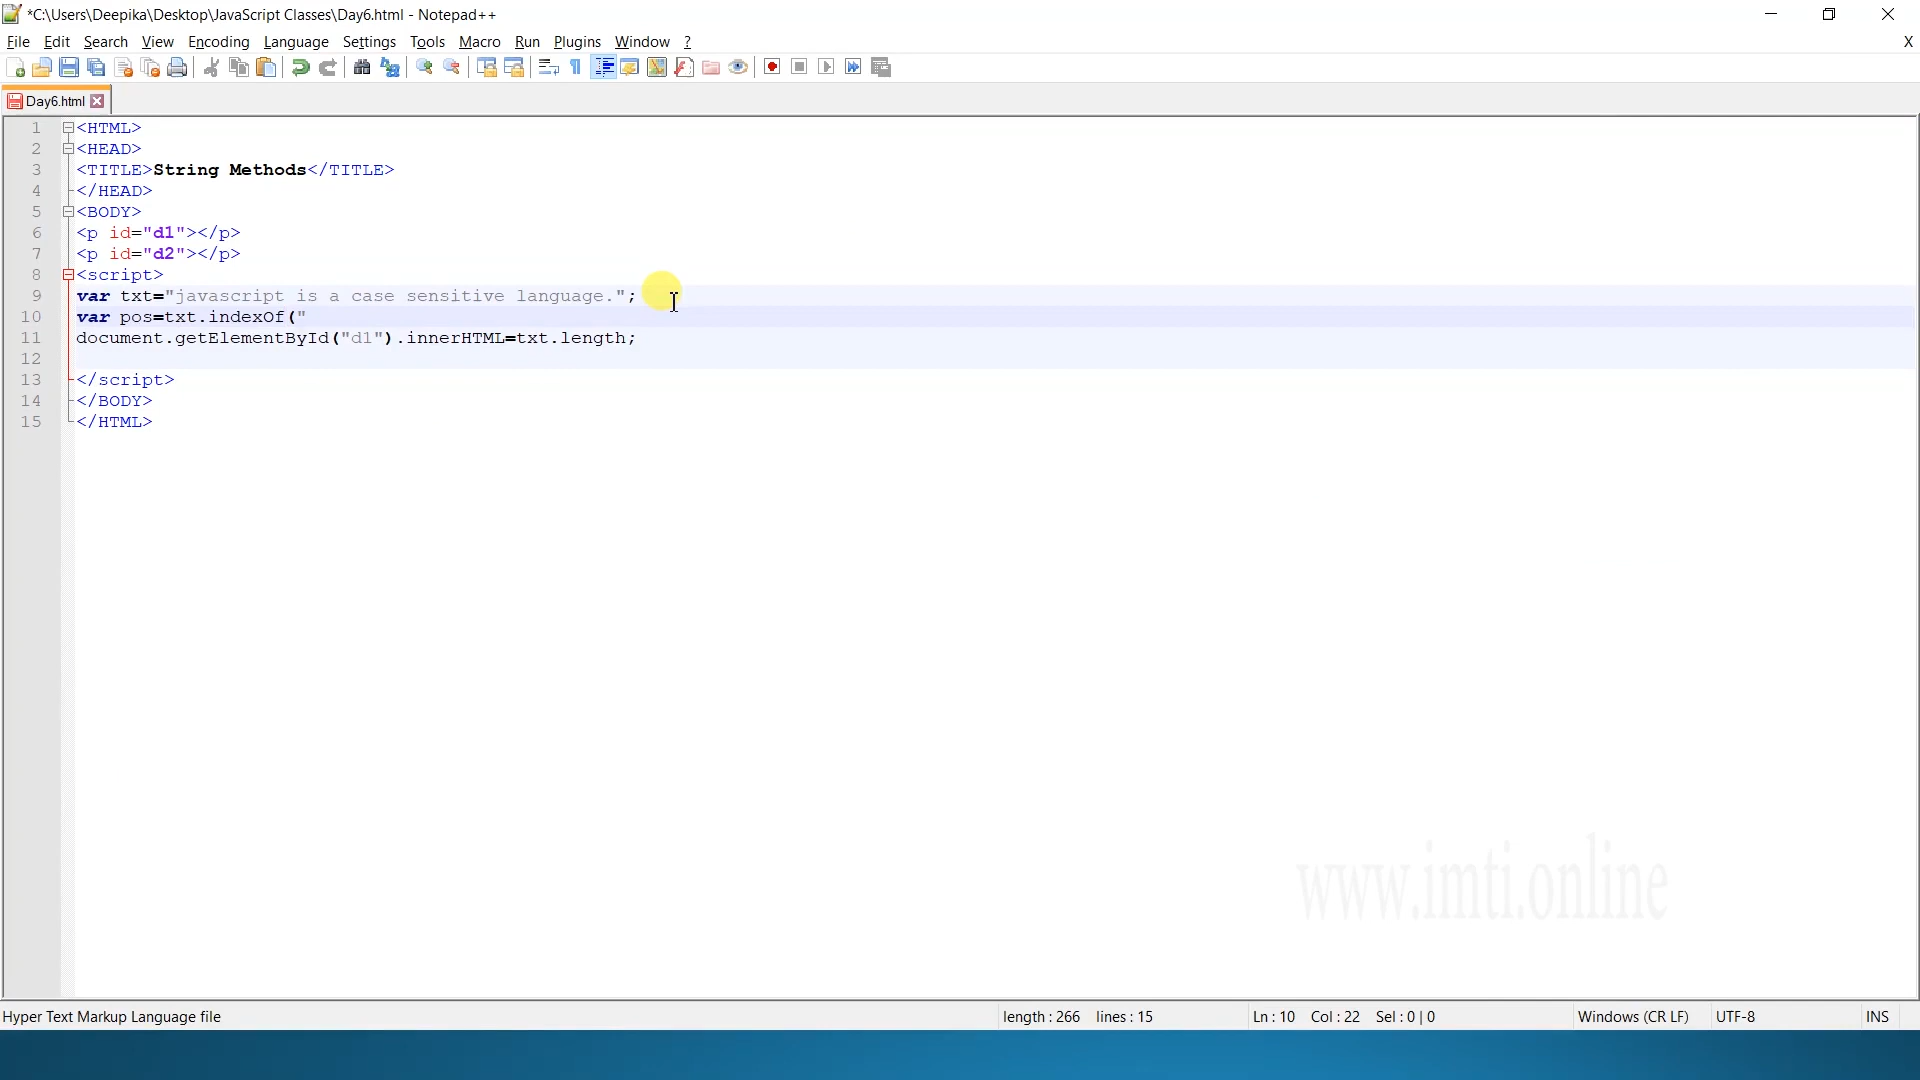 *C:\Users\Deepika\Desktop\JavaScript Classes\Day6.html - Notepad++
File Edit Search View Encoding Language Settings Tools Macro Run Plugins Window ? X
Day6.html
1 <HTML>
2 <HEAD>
3 <TITLE>String Methods</TITLE>
4 </HEAD>
5 <BODY>
6 <p id="d1"></p>
7 <p id="d2"></p>
8 <script>
9 var txt="javascript is a case sensitive language.";
10 var pos=txt.indexOf("
11 document.getElementById("d1").innerHTML=txt.length;
12
13 </script>
14 </BODY>
15 </HTML>
www.imti.online
Hyper Text Markup Language file length : 266 lines : 15 Ln : 10 Col : 22 Sel : 0 | 0 Windows (CR LF) UTF-8 INS